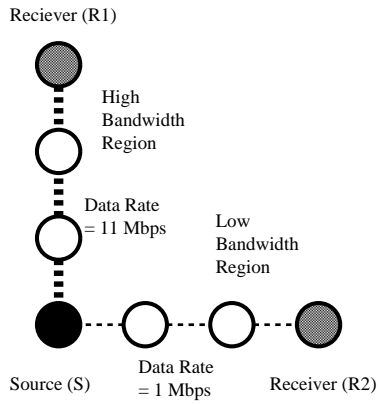 Reciever (R1)
High
Bandwidth
Region
Data Rate
= 11 Mbps
Low
Bandwidth
Region
Data Rate
= 1 Mbps
Source (S)
Receiver (R2)